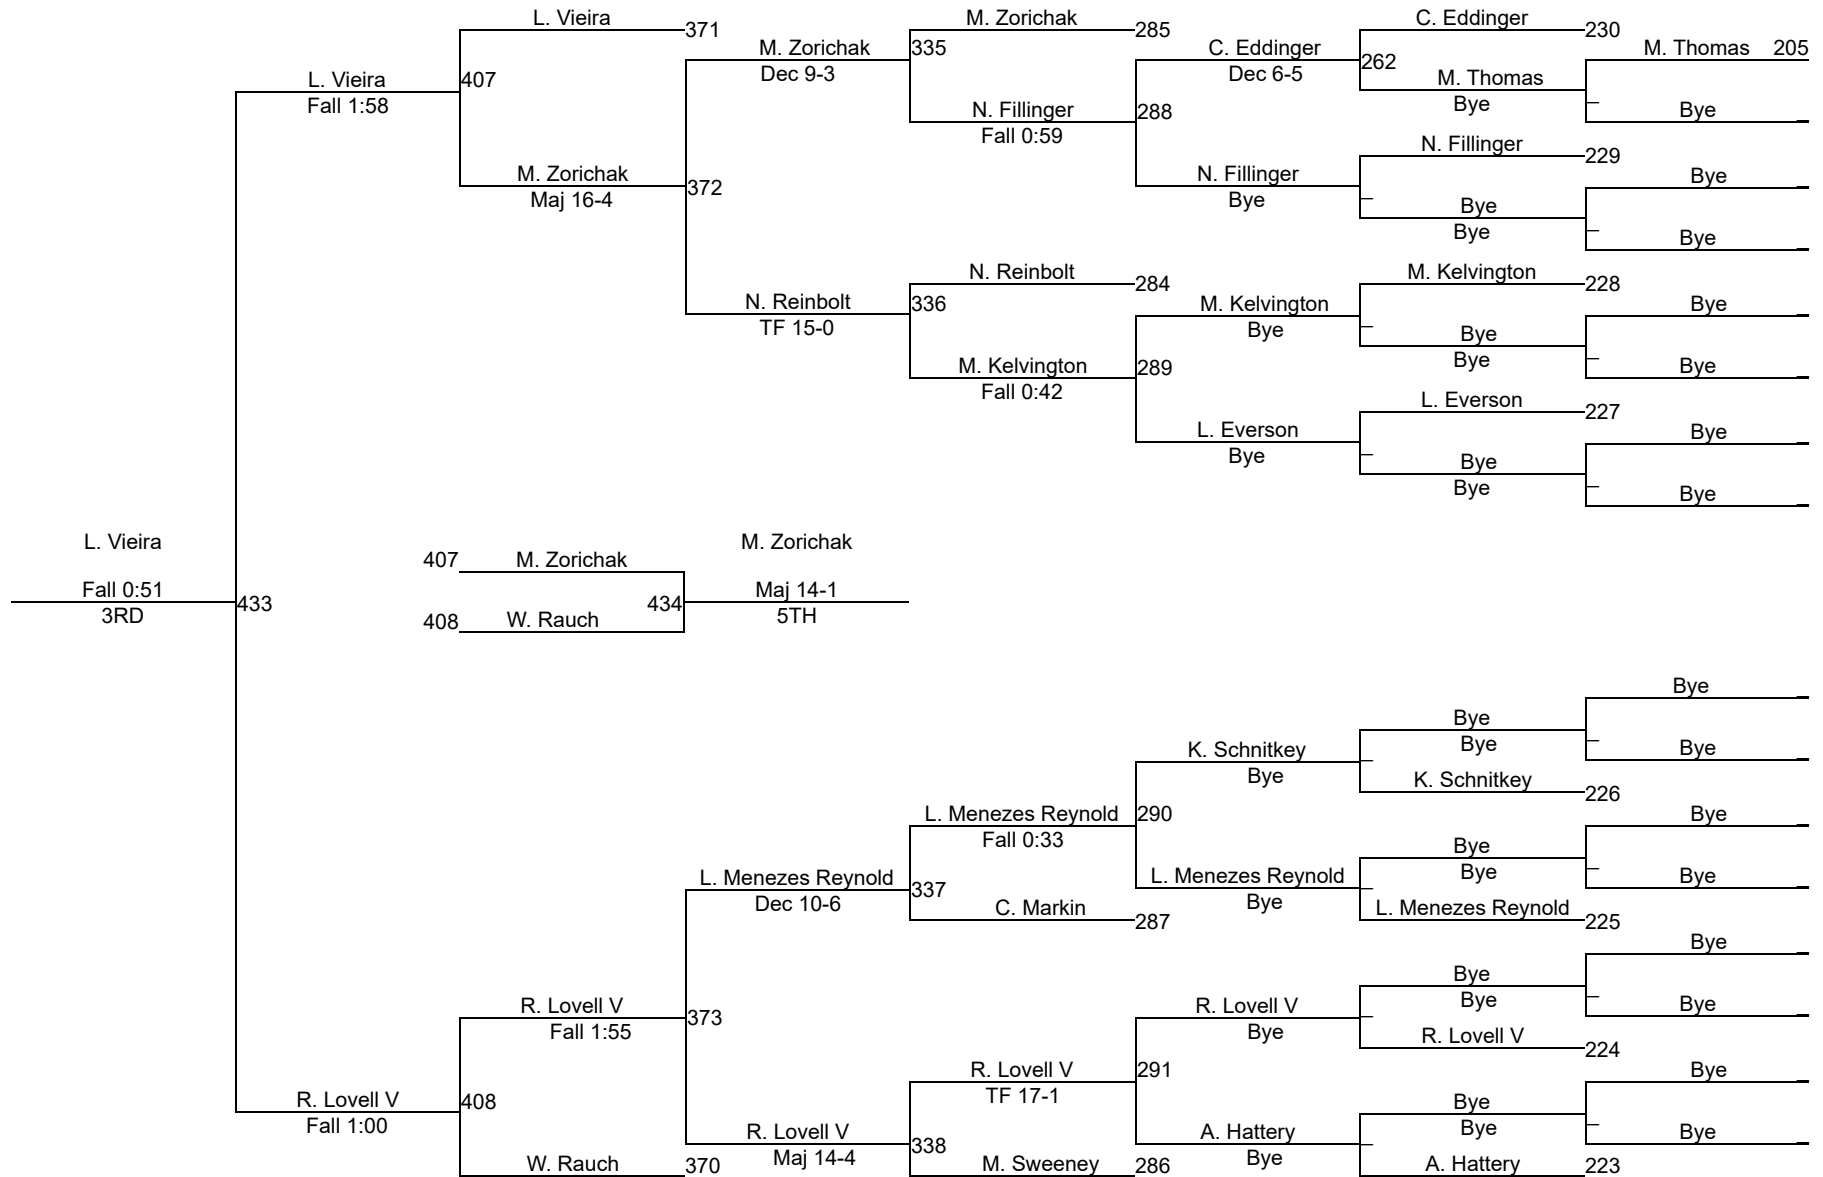 L. Vieira
371
M. Zorichak
285
C. Eddinger
230
M. Zorichak
Dec 9-3
335
C. Eddinger
Dec 6-5
262
M. Thomas 205
L. Vieira
Fall 1:58
407
M. Thomas
Bye
N. Fillinger
Fall 0:59
288
Bye
N. Fillinger
229
M. Zorichak
Maj 16-4
372
N. Fillinger
Bye
Bye
Bye
Bye
Bye
N. Reinbolt
284
M. Kelvington
228
N. Reinbolt
TF 15-0
336
M. Kelvington
Bye
Bye
Bye
Bye
M. Kelvington
Fall 0:42
289
Bye
L. Everson
227
L. Everson
Bye
Bye
Bye
Bye
Bye
L. Vieira
Fall 0:51
3RD
433
407
M. Zorichak
408
W. Rauch
434
M. Zorichak
Maj 14-1
5TH
Bye
Bye
Bye
Bye
K. Schnitkey
Bye
K. Schnitkey
226
L. Menezes Reynold
Fall 0:33
290
Bye
Bye
Bye
Bye
L. Menezes Reynold
Dec 10-6
337
L. Menezes Reynold
Bye
L. Menezes Reynold
225
C. Markin
287
Bye
Bye
Bye
Bye
R. Lovell V
Fall 1:55
373
R. Lovell V
Bye
R. Lovell V
224
R. Lovell V
TF 17-1
291
Bye
Bye
Bye
Bye
R. Lovell V
Fall 1:00
408
R. Lovell V
Maj 14-4
338
A. Hattery
Bye
W. Rauch
370
M. Sweeney
286
A. Hattery
223